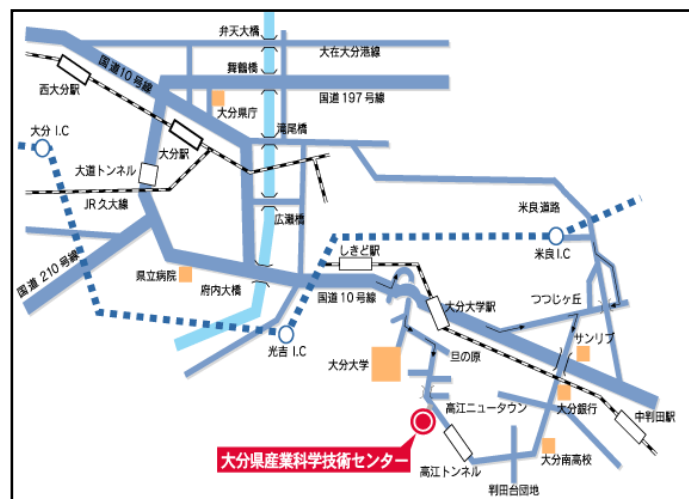 弁天大橋
大在大分港線
国道10号線
舞鶴橋
西大分駅
国道197号線
大分県庁
大分 I.C
滝尾橋
大分駅
大道トンネル
JR久大線
米良道路
広瀬橋
しきど駅
米良 I.C
国道 210号線
県立病院
府内大橋
国道 10号線
大分大学駅
つつじヶ丘
光吉 I.C
サンリブ
大分大学
旦の原
高江ニュータウン
大分銀行
中判田駅
大分県産業科学技術センター
高江トンネル
大分南高校
判田台団地